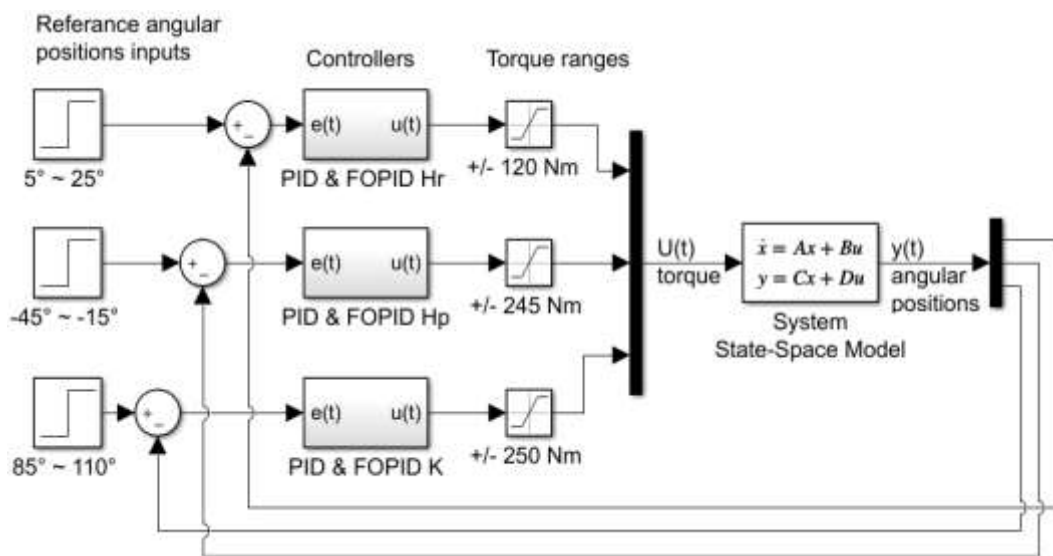 Referance angular
positions inputs
Controllers
Torque ranges
+
-
e(t) u(t)
5° ~ 25°
PID & FOPID Hr
+/- 120 Nm
+
-
e(t) u(t)
-45° ~ -15°
PID & FOPID Hp
+/- 245 Nm
U(t)
torque
ẋ = Ax + Bu
y = Cx + Du
y(t)
angular
positions
System
State-Space Model
+
-
e(t) u(t)
85° ~ 110°
PID & FOPID K
+/- 250 Nm